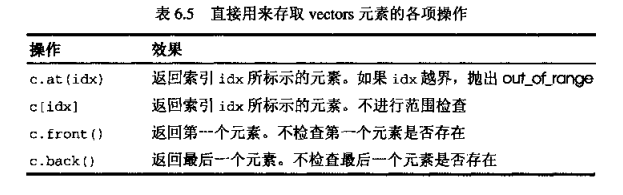 表 6.5 直接用来存取 vectors 元素的各项操作
操作 效果
c.at(idx) 返回索引 idx 所标示的元素。如果 idx 越界，抛出 out_of_range
c[idx] 返回索引 idx 所标示的元素。不进行范围检查
c.front() 返回第一个元素。不检查第一个元素是否存在
c.back() 返回最后一个元素。不检查最后一个元素是否存在